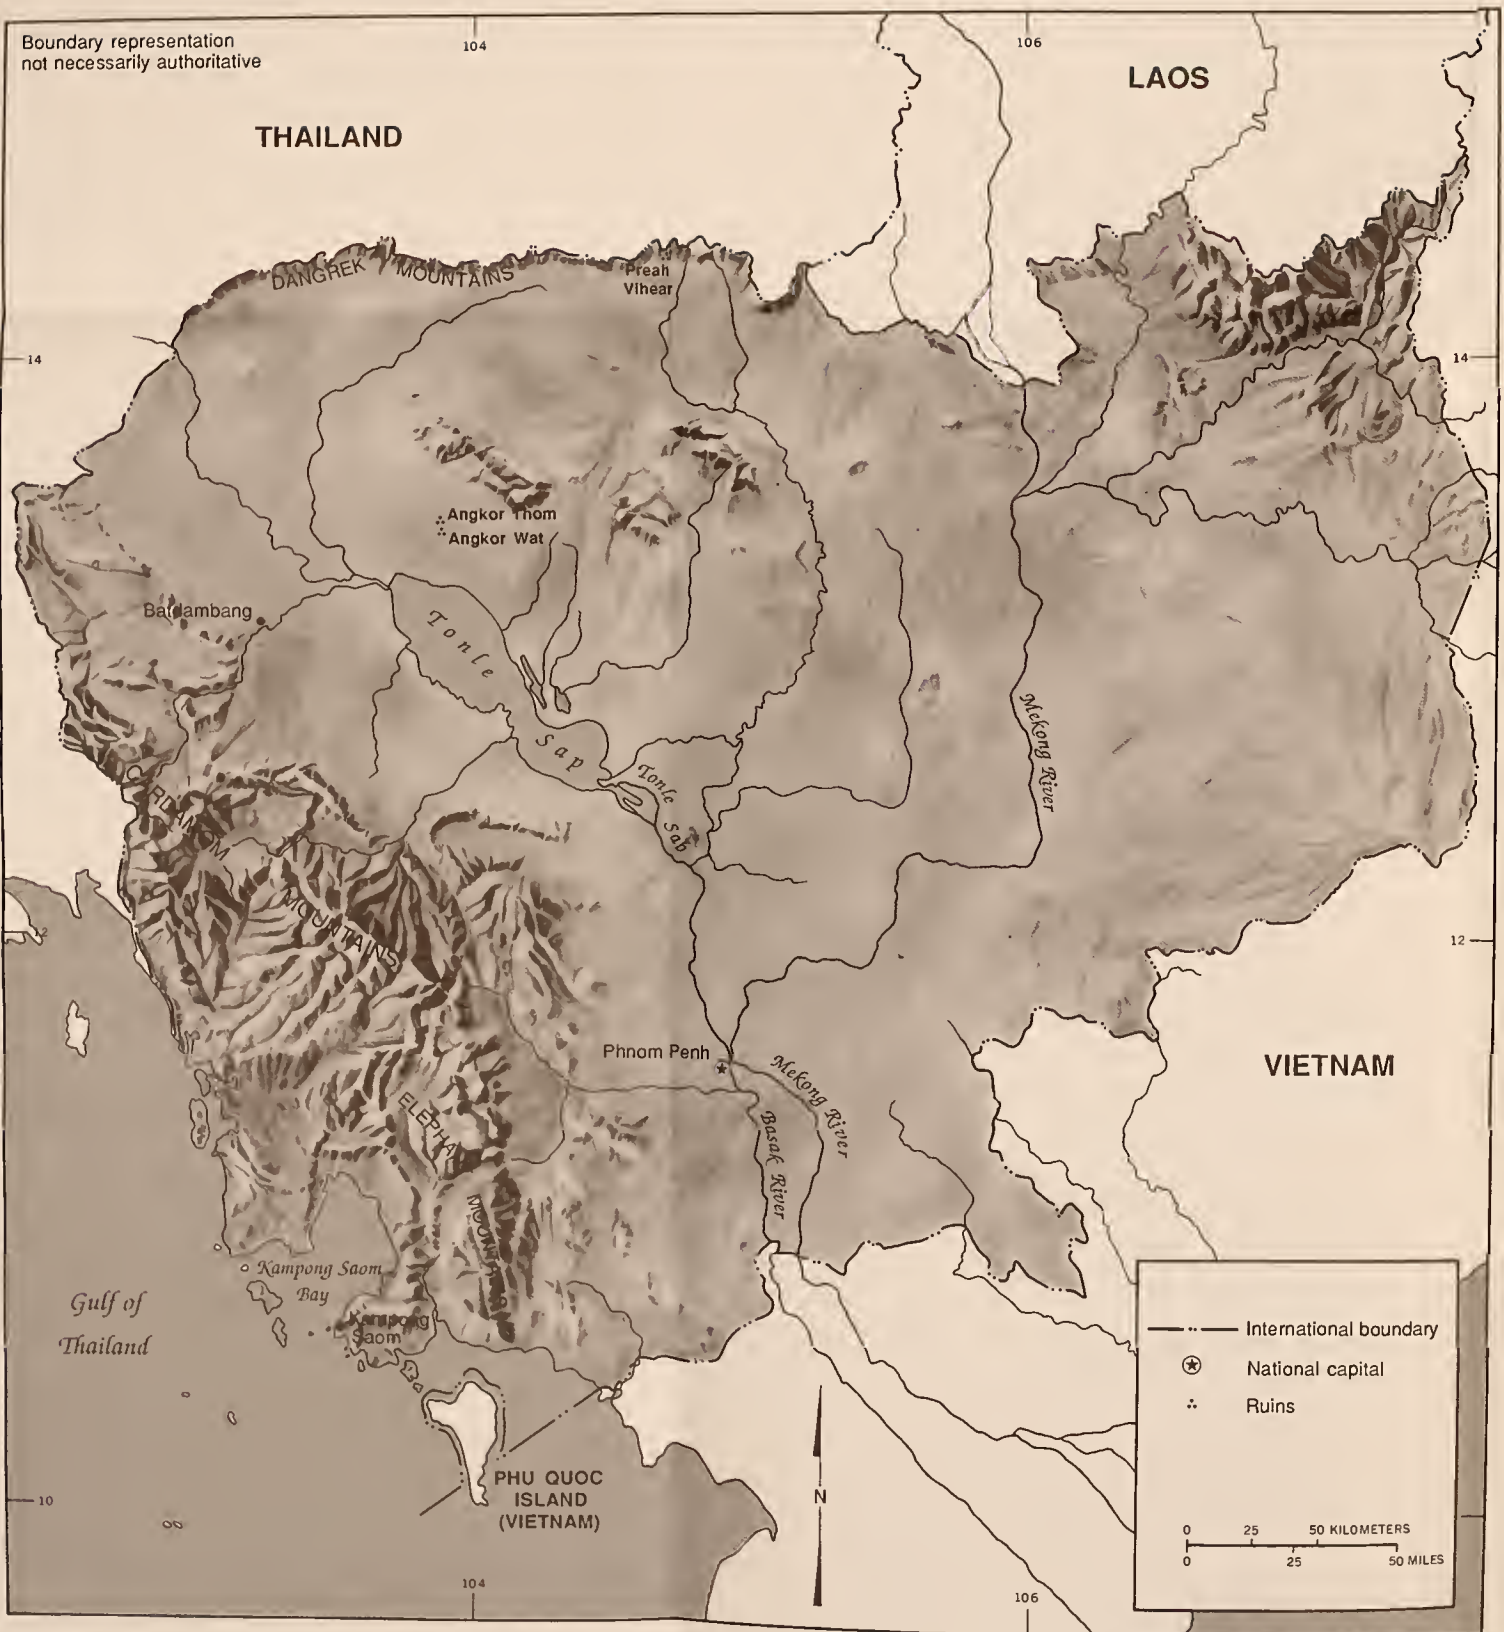 Boundary representation
not necessarily authoritative
104
106
LAOS
THAILAND
DANGREK MOUNTAINS
Preah
Vihear
14
14
Angkor Thom
Angkor Wat
Batdambang
Tonle
Sap
Tonle
Sab
Mekong River
CARDAMOM
MOUNTAINS
12
12
Phnom Penh
Mekong River
Basak River
VIETNAM
Kampong Saom
Bay
Gulf of
Thailand
Kampong
Saom
International boundary
National capital
Ruins
PHU QUOC
ISLAND
(VIETNAM)
N
10
0 25 50 KILOMETERS
0 25 50 MILES
104
106